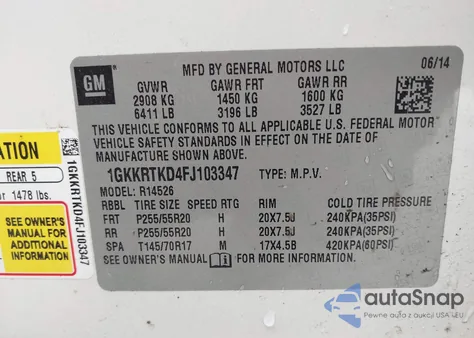 MFD BY GENERAL MOTORS LLC
06/14
GM
GVWR GAWR FRT GAWR RR
2908 KG 1450 KG 1600 KG
6411 LB 3196 LB 3527 LB
THIS VEHICLE CONFORMS TO ALL APPLICABLE U.S. FEDERAL MOTOR
VEHICLE SAFETY STANDARDS IN EFFECT ON THE DATE OF
MANUFACTURE SHOWN ABOVE.
1GKKRTKD4FJ103347 TYPE: M.P.V.
MODEL: R14526
RBBL TIRE SIZE SPEED RTG RIM COLD TIRE PRESSURE
FRT P255/55R20 H 20X7.5J 240KPA(35PSI)
RR P255/55R20 H 20X7.5J 240KPA(35PSI)
SPA T145/70R17 M 17X4.5B 420KPA(60PSI)
SEE OWNER'S MANUAL FOR MORE INFORMATION.
ATION
REAR 5
r 1478 lbs.
SEE OWNER'S
MANUAL FOR
ADDITIONAL
INFORMATION
1GKKRTKD4FJ103347
autoSnap
Pewne auto z aukcji USA i EU